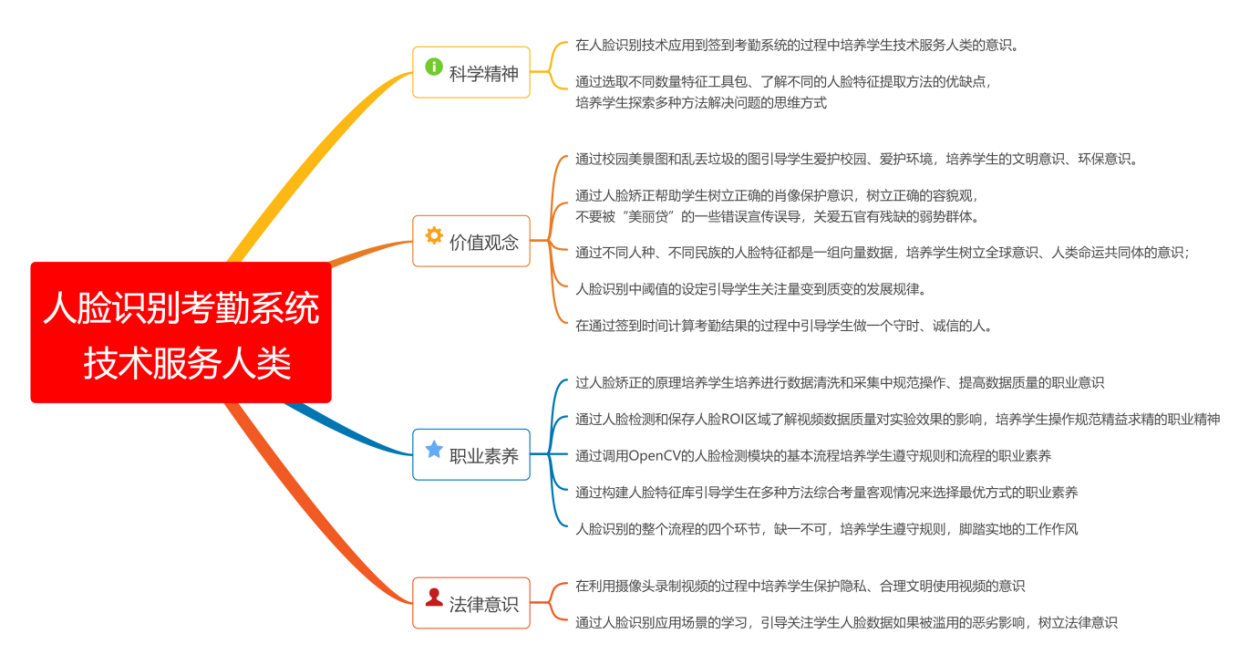 人脸识别考勤系统
技术服务人类
科学精神
在人脸识别技术应用到签到考勤系统的过程中培养学生技术服务人类的意识。
通过选取不同数量特征工具包、了解不同的人脸特征提取方法的优缺点，
培养学生探索多种方法解决问题的思维方式
价值观念
通过校园美景图和乱丢垃圾的图引导学生爱护校园、爱护环境，培养学生的文明意识、环保意识。
通过人脸矫正帮助学生树立正确的肖像保护意识，树立正确的容貌观，
不要被“美丽贷”的一些错误宣传误导，关爱五官有残缺的弱势群体。
通过不同人种、不同民族的人脸特征都是一组向量数据，培养学生树立全球意识、人类命运共同体的意识；
人脸识别中阈值的设定引导学生关注量变到质变的发展规律。
在通过签到时间计算考勤结果的过程中引导学生做一个守时、诚信的人。
职业素养
过人脸矫正的原理培养学生培养进行数据清洗和采集中规范操作、提高数据质量的职业意识
通过人脸检测和保存人脸ROI区域了解视频数据质量对实验效果的影响，培养学生操作规范精益求精的职业精神
通过调用OpenCV的人脸检测模块的基本流程培养学生遵守规则和流程的职业素养
通过构建人脸特征库引导学生在多种方法综合考量客观情况来选择最优方式的职业素养
人脸识别的整个流程的四个环节，缺一不可，培养学生遵守规则，脚踏实地的工作作风
法律意识
在利用摄像头录制视频的过程中培养学生保护隐私、合理文明使用视频的意识
通过人脸识别应用场景的学习，引导关注学生人脸数据如果被滥用的恶劣影响，树立法律意识